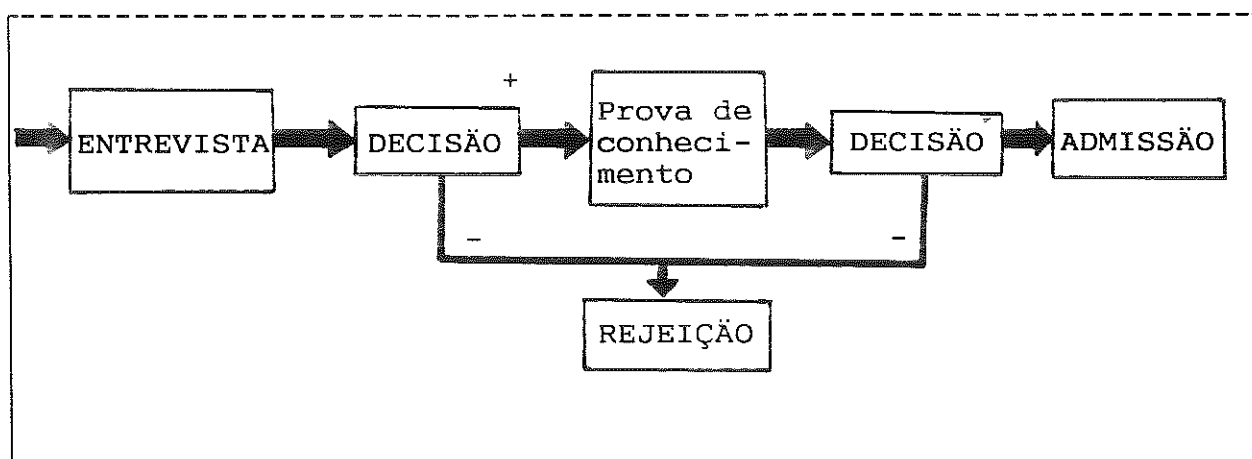 +
ENTREVISTA
DECISÃO
Prova de
conheci-
mento
DECISÃO
ADMISSÃO
-
-
REJEIÇÃO